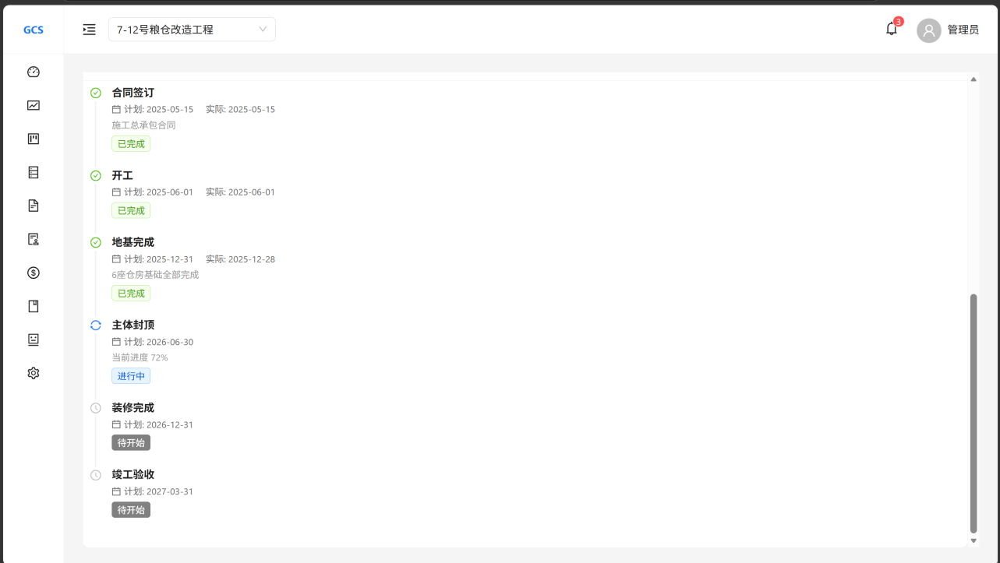 GCS
7-12号粮仓改造工程
3
管理员
合同签订
计划: 2025-05-15 实际: 2025-05-15
施工总承包合同
已完成
开工
计划: 2025-06-01 实际: 2025-06-01
已完成
地基完成
计划: 2025-12-31 实际: 2025-12-28
6座仓房基础全部完成
已完成
主体封顶
计划: 2026-06-30
当前进度 72%
进行中
装修完成
计划: 2026-12-31
待开始
竣工验收
计划: 2027-03-31
待开始